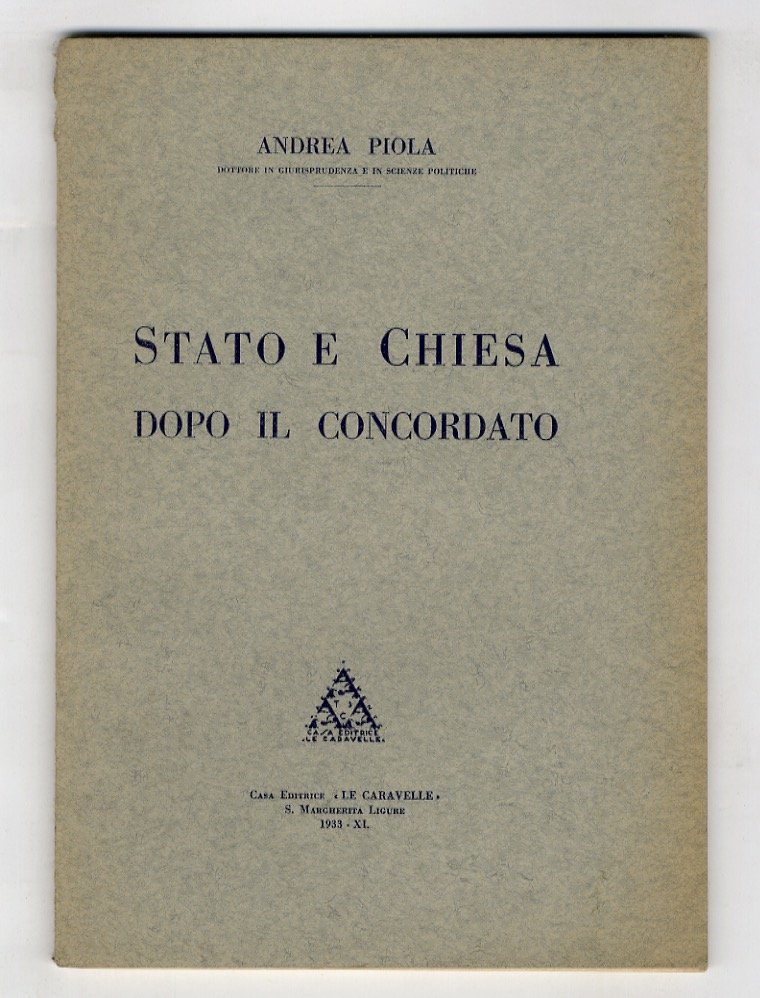 ANDREA PIOLA
DOTTORE IN GIURISPRUDENZA E IN SCIENZE POLITICHE
STATO E CHIESA
DOPO IL CONCORDATO
CASA EDITRICE
"LE CARAVELLE"
CASA EDITRICE « LE CARAVELLE »
S. MARGHERITA LIGURE
1933 - XI.